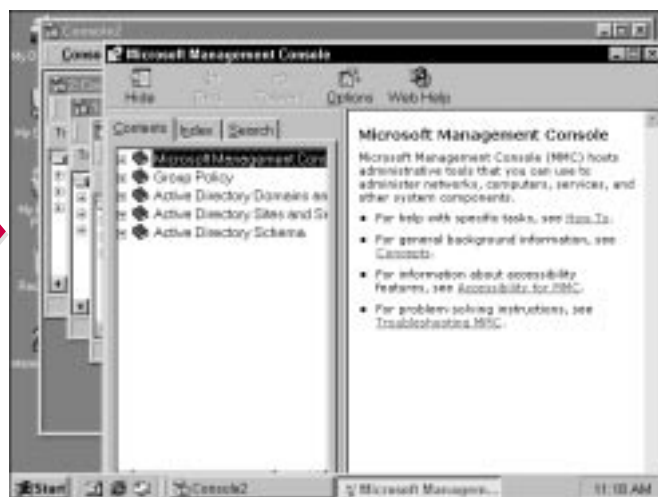 Console2
Microsoft Management Console
Hide
Options
Web Help
Contents
Index
Search
Microsoft Management Cons
Group Policy
Active Directory Domains an
Active Directory Sites and Se
Active Directory Schema
Microsoft Management Console
Microsoft Management Console (MMC) hosts
administrative tools that you can use to
administer networks, computers, services, and
other system components.
• For help with specific tasks, see How To.
• For general background information, see
Concepts.
• For information about accessibility
features, see Accessibility for MMC.
• For problem-solving instructions, see
Troubleshooting MMC.
Start
Console2
Microsoft Managem...